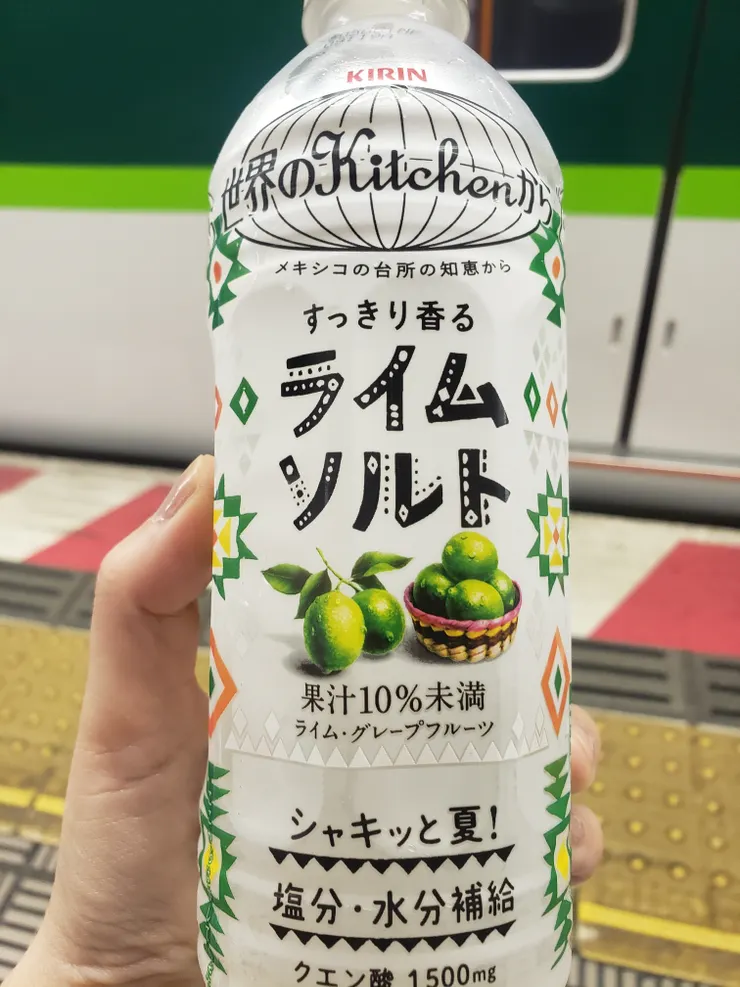 KIRIN
世界のKitchenから
メキシコの台所の知恵から
すっきり香る
ライム
ソルト
果汁10%未満
ライム・グレープフルーツ
シャキッと夏!
塩分・水分補給
クエン酸 1500mg